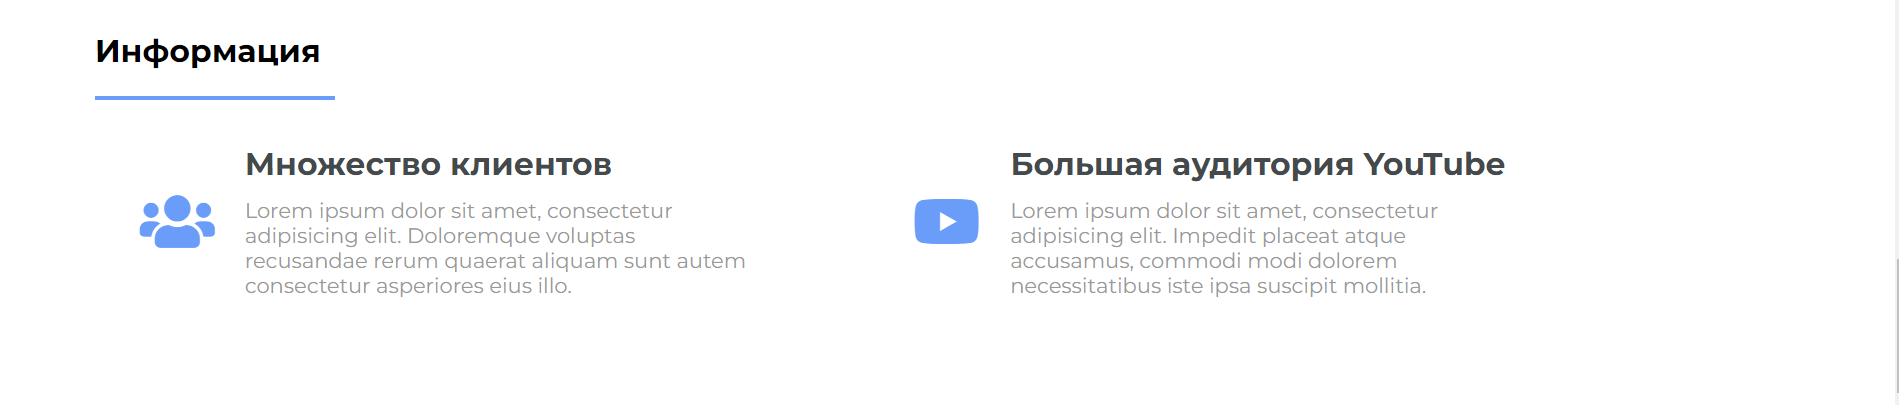 Информация
Множество клиентов
Lorem ipsum dolor sit amet, consectetur
adipisicing elit. Doloremque voluptas
recusandae rerum quaerat aliquam sunt autem
consectetur asperiores eius illo.
Большая аудитория YouTube
Lorem ipsum dolor sit amet, consectetur
adipisicing elit. Impedit placeat atque
accusamus, commodi modi dolorem
necessitatibus iste ipsa suscipit mollitia.